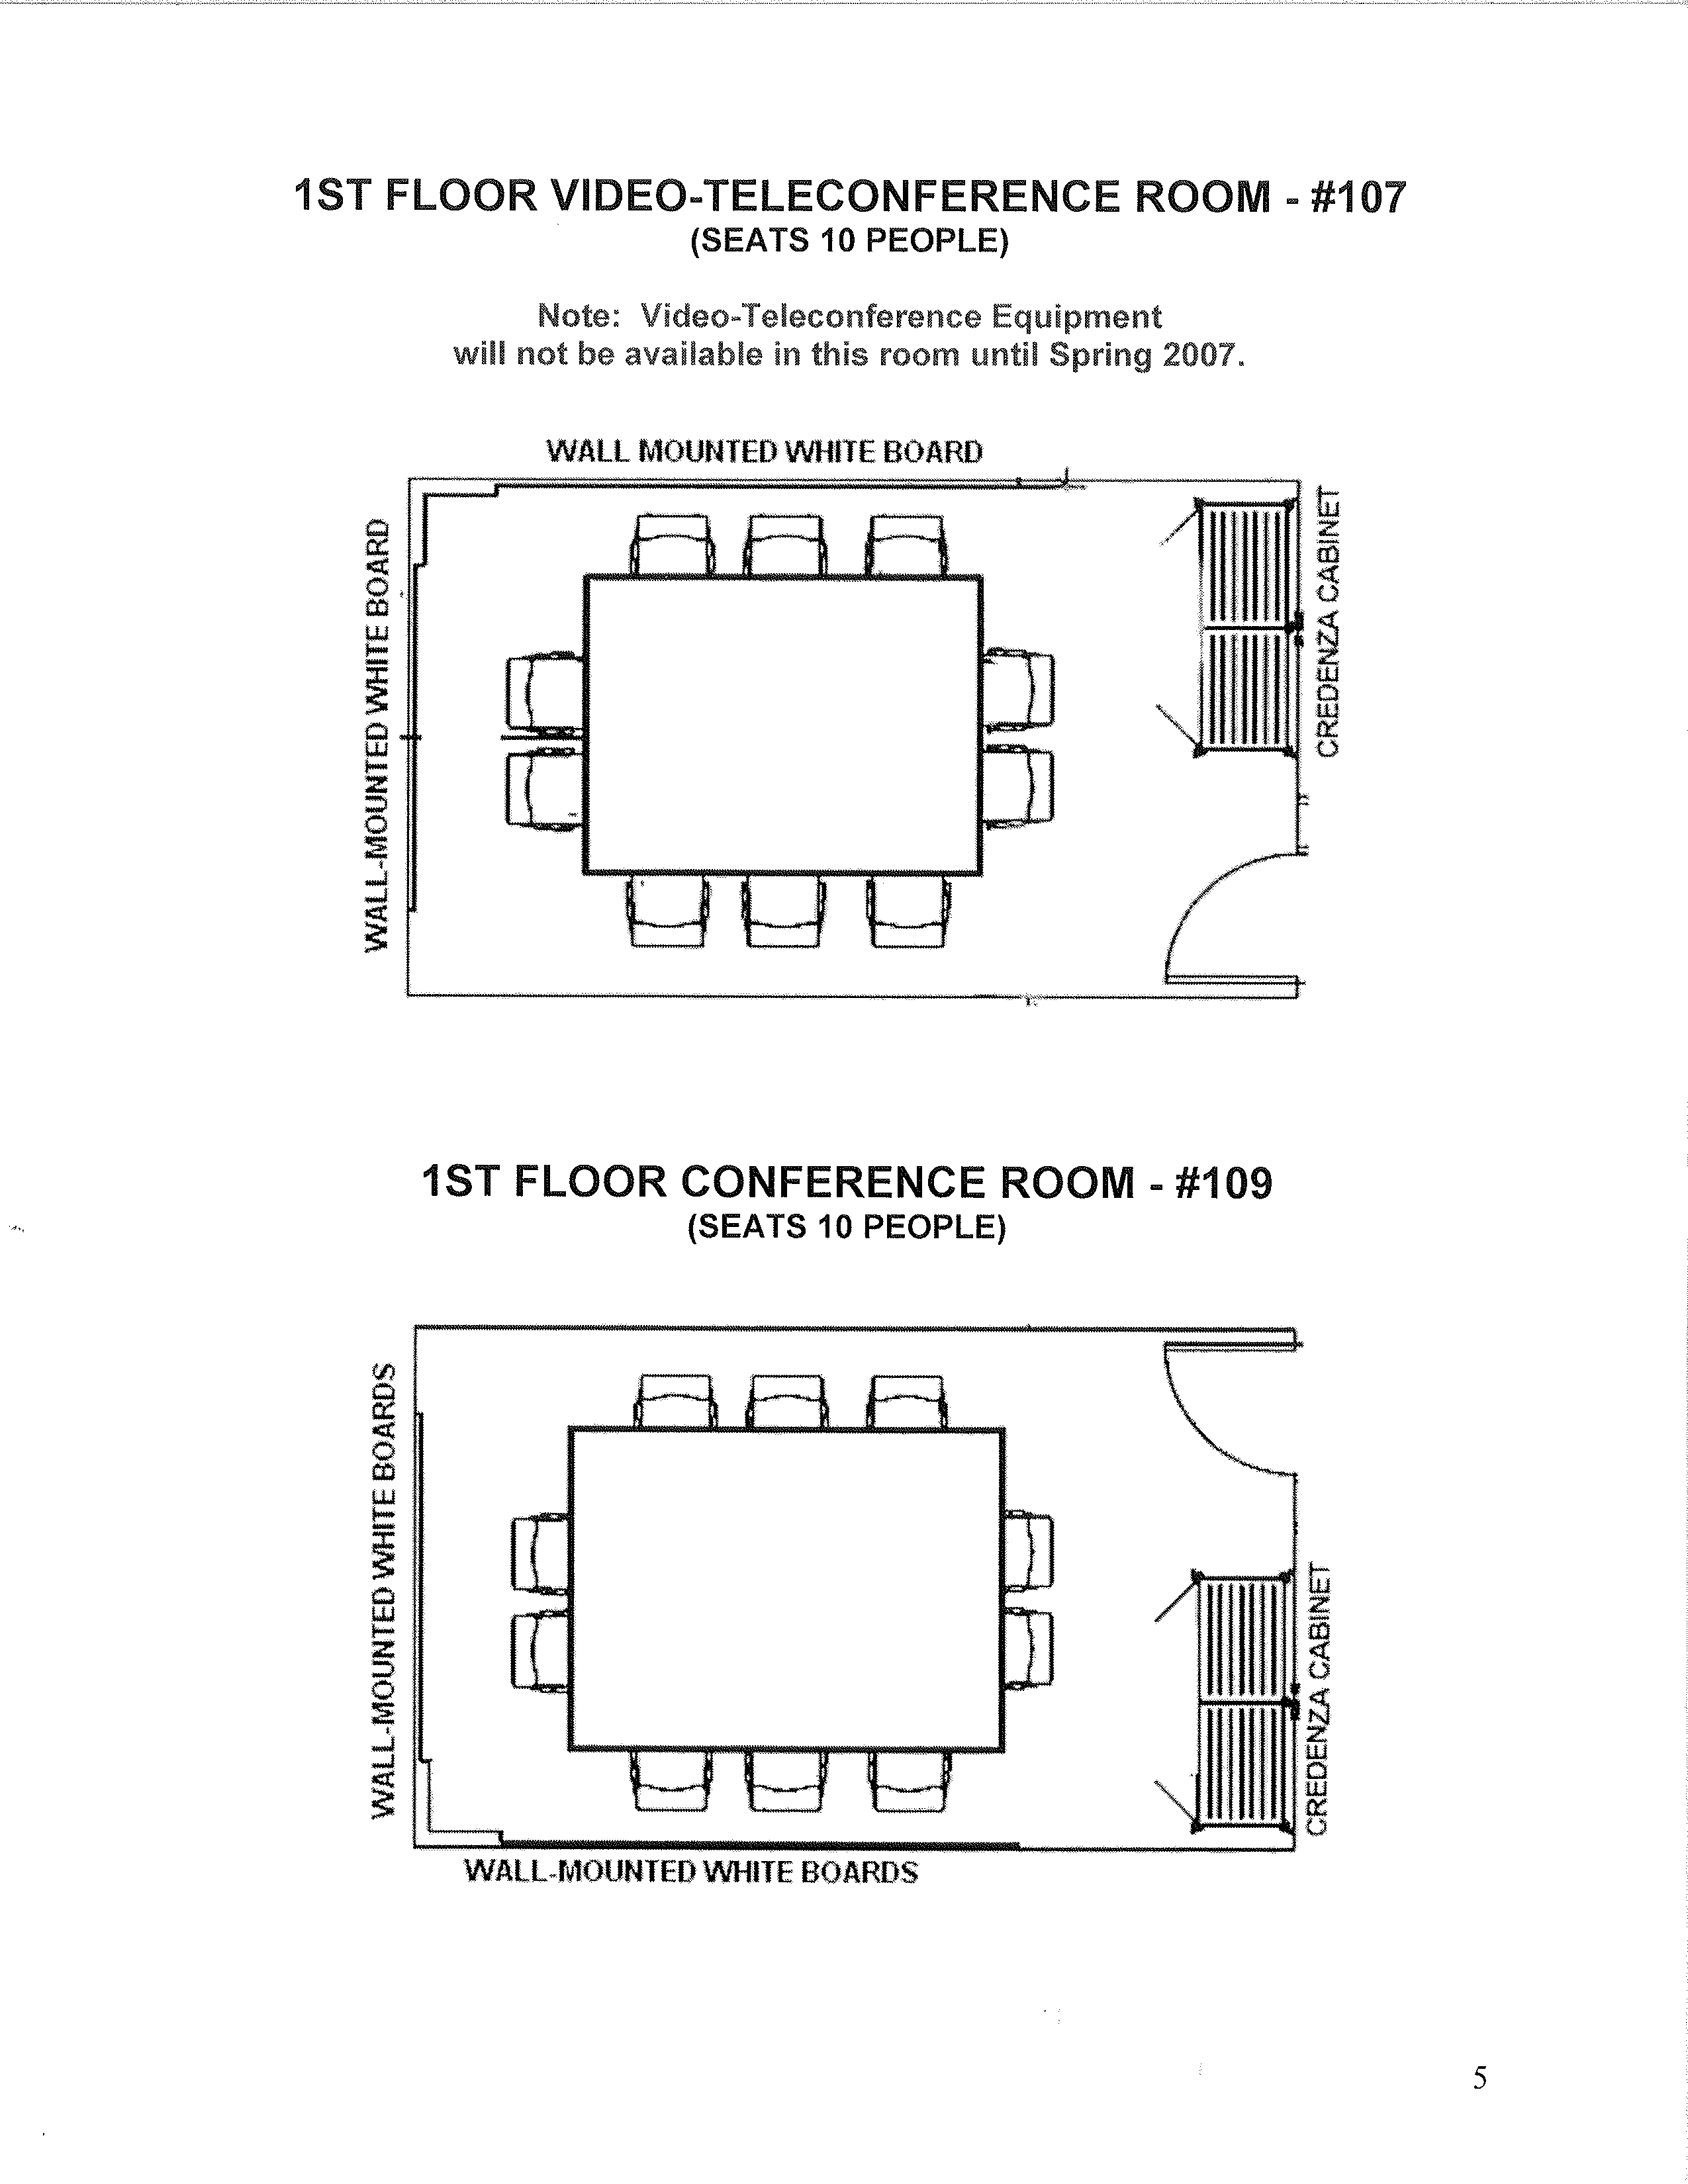 1ST FLOOR VIDEO-TELECONFERENCE ROOM - #107
(SEATS 10 PEOPLE)
Note: Video-Teleconference Equipment
will not be available in this room until Spring 2007.
WALL MOUNTED WHITE BOARD
WALL-MOUNTED WHITE BOARD
CREDENZA CABINET
1ST FLOOR CONFERENCE ROOM - #109
(SEATS 10 PEOPLE)
WALL-MOUNTED WHITE BOARDS
CREDENZA CABINET
WALL-MOUNTED WHITE BOARDS
5